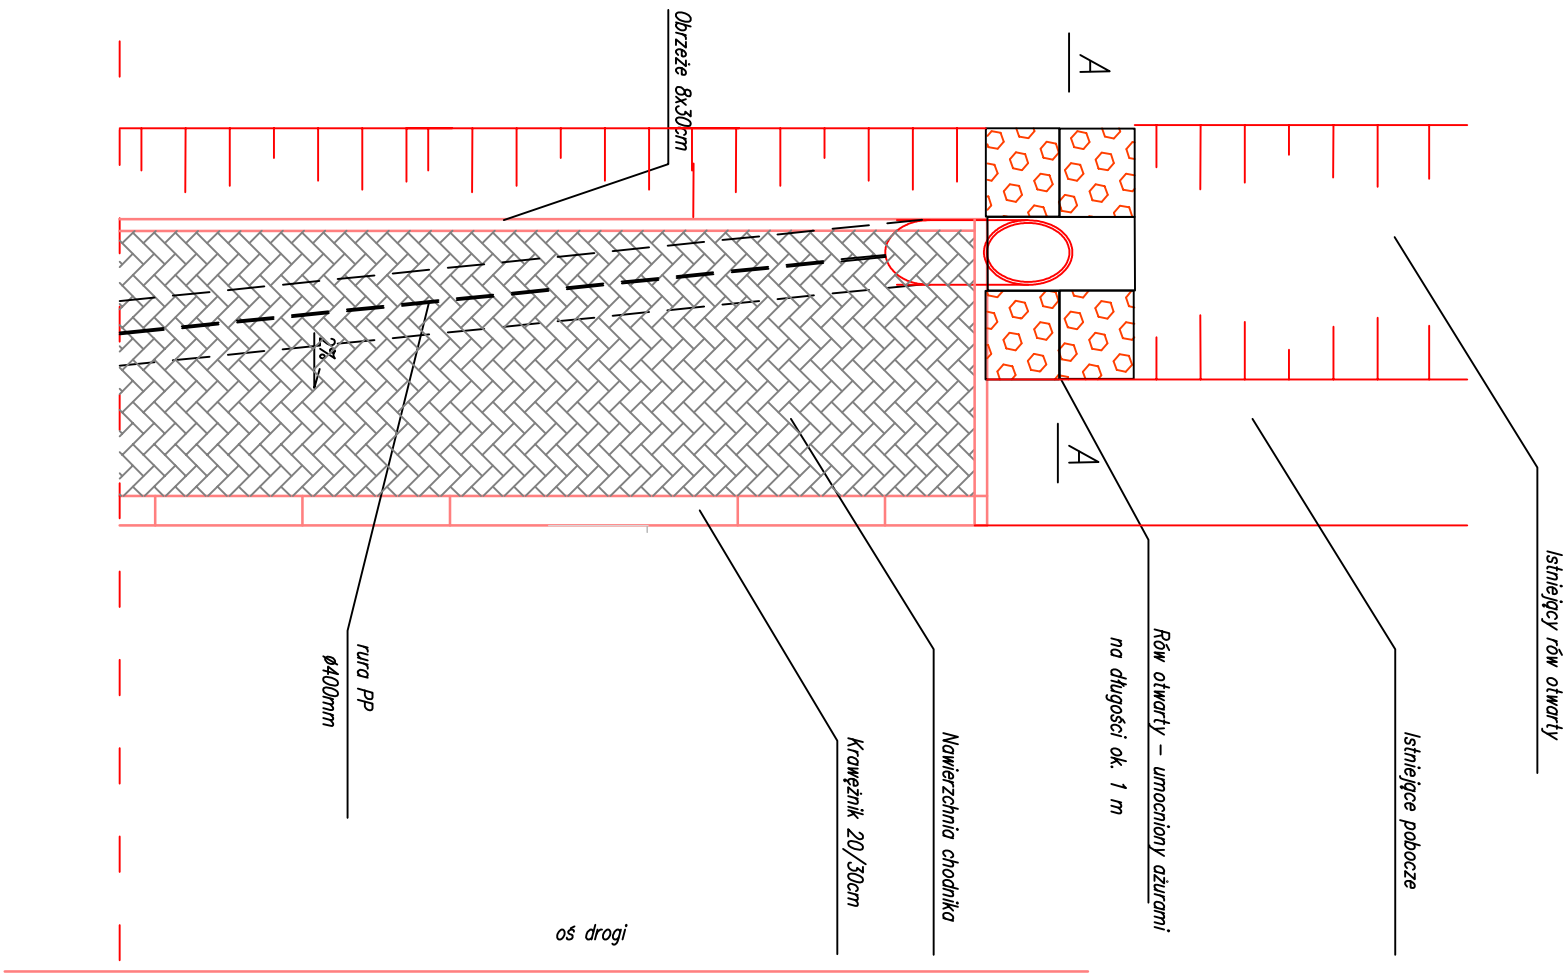 Obrzeże 8x30cm
A
A
2%
rura PP
ø400mm
Krawężnik 20/30cm
Nawierzchnia chodnika
Rów otwarty - umocniony ażurami
na długości ok. 1 m
Istniejące pobocze
Istniejący rów otwarty
oś drogi